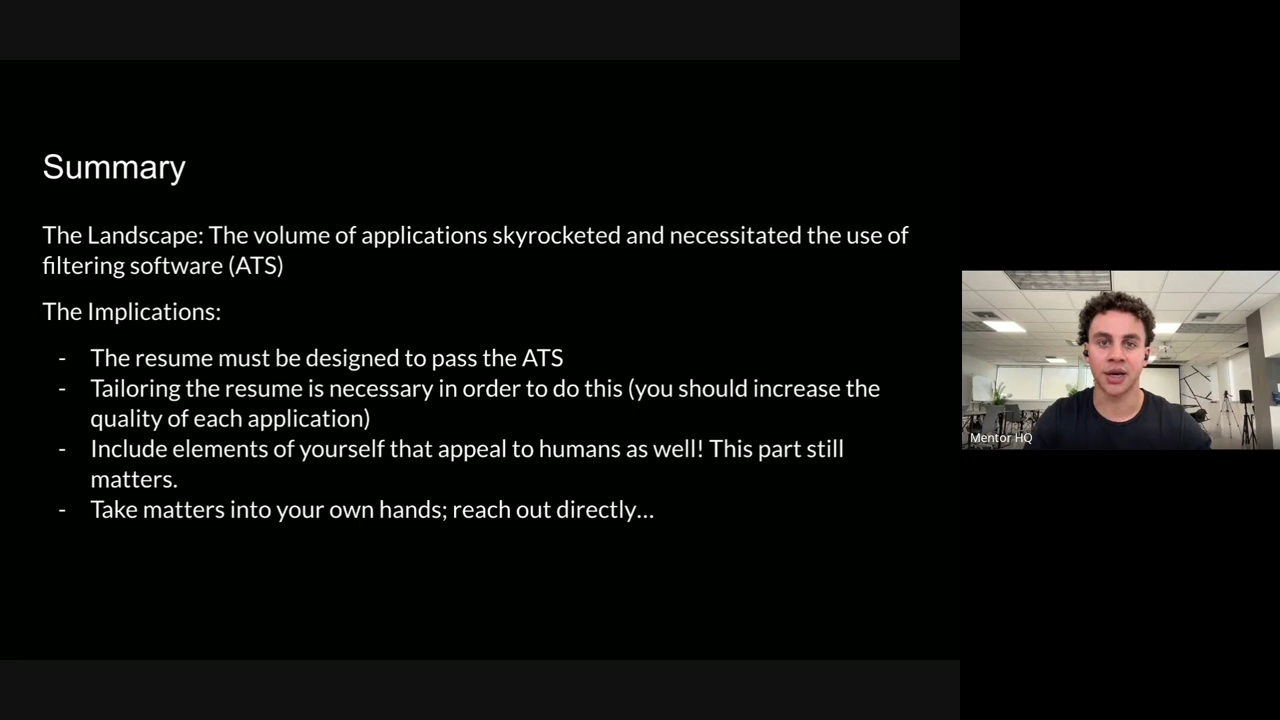 Summary
The Landscape: The volume of applications skyrocketed and necessitated the use of
filtering software (ATS)
The Implications:
- The resume must be designed to pass the ATS
- Tailoring the resume is necessary in order to do this (you should increase the
quality of each application)
- Include elements of yourself that appeal to humans as well! This part still
matters.
- Take matters into your own hands; reach out directly...
Mentor HQ